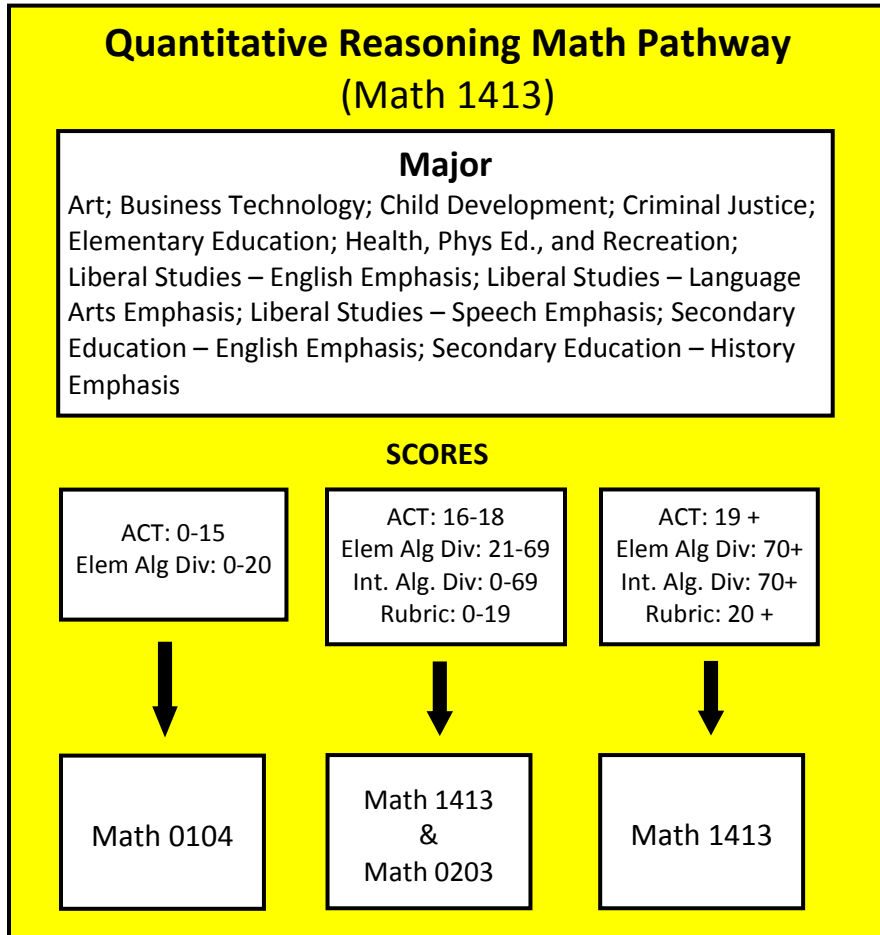 Quantitative Reasoning Math Pathway
(Math 1413)
Major
Art; Business Technology; Child Development; Criminal Justice;
Elementary Education; Health, Phys Ed., and Recreation;
Liberal Studies – English Emphasis; Liberal Studies – Language
Arts Emphasis; Liberal Studies – Speech Emphasis; Secondary
Education – English Emphasis; Secondary Education – History
Emphasis
SCORES
ACT: 0-15
Elem Alg Div: 0-20
ACT: 16-18
Elem Alg Div: 21-69
Int. Alg. Div: 0-69
Rubric: 0-19
ACT: 19 +
Elem Alg Div: 70+
Int. Alg. Div: 70+
Rubric: 20 +
Math 0104
Math 1413
&
Math 0203
Math 1413